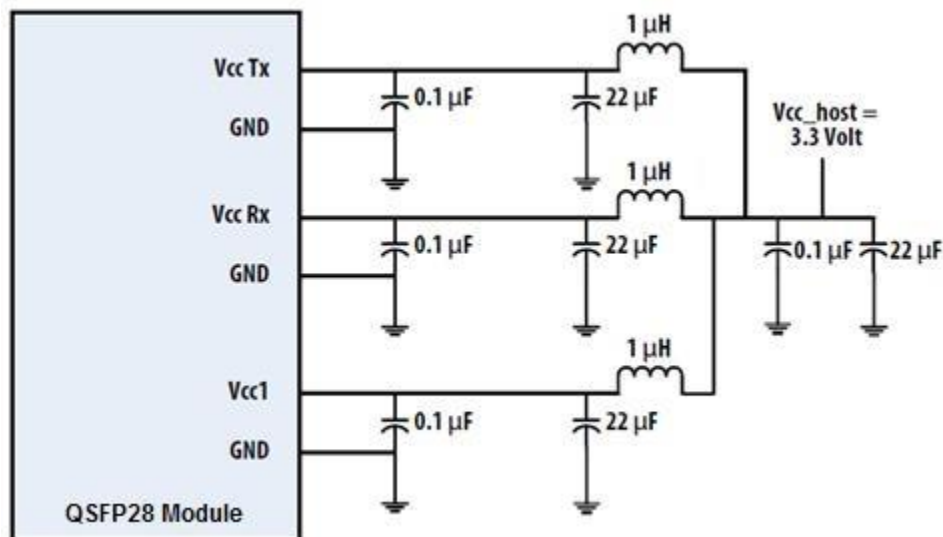 1 μH
Vcc Tx
0.1 μF
22 μF
GND
Vcc_host =
3.3 Volt
1 μH
Vcc Rx
0.1 μF
22 μF
0.1 μF
22 μF
GND
1 μH
Vcc1
0.1 μF
22 μF
GND
QSFP28 Module